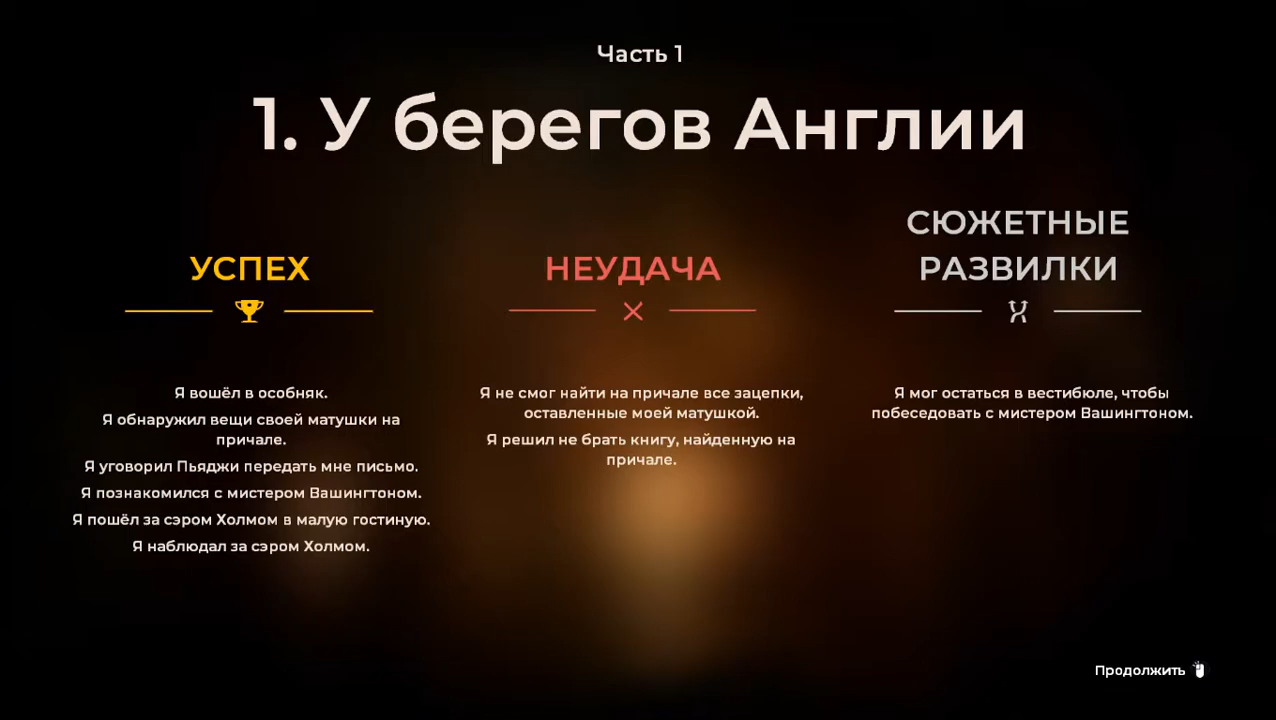 Часть 1
1. У берегов Англии
УСПЕХ
Я вошёл в особняк.
Я обнаружил вещи своей матушки на
причале.
Я уговорил Пьяджи передать мне письмо.
Я познакомился с мистером Вашингтоном.
Я пошёл за сэром Холмом в малую гостиную.
Я наблюдал за сэром Холмом.
НЕУДАЧА
Я не смог найти на причале все зацепки,
оставленные моей матушкой.
Я решил не брать книгу, найденную на
причале.
СЮЖЕТНЫЕ
РАЗВИЛКИ
Я мог остаться в вестибюле, чтобы
побеседовать с мистером Вашингтоном.
Продолжить